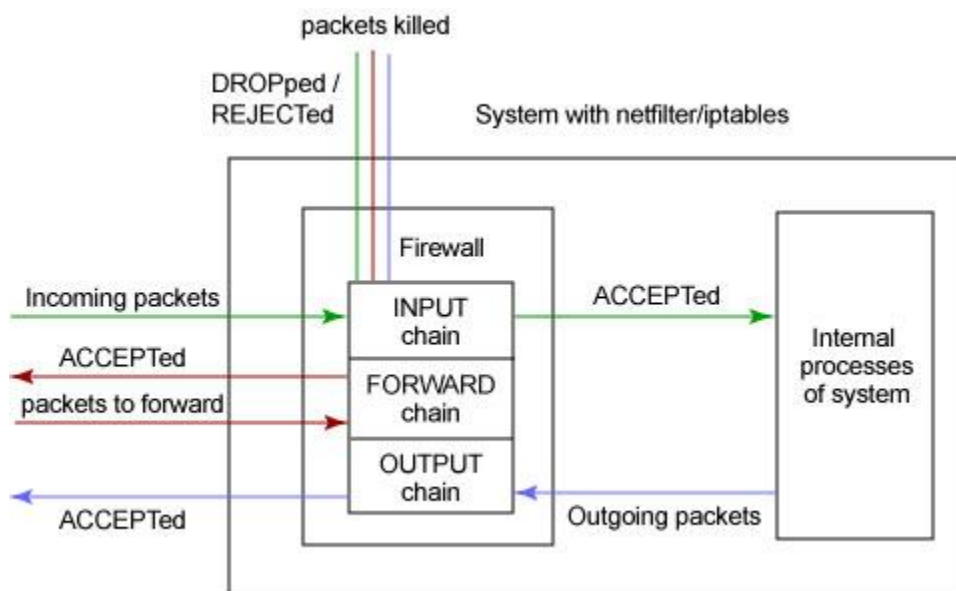 packets killed
DROPped /
REJECTed
System with netfilter/iptables
Firewall
Incoming packets
INPUT
chain
ACCEPTed
Internal
processes
of system
ACCEPTed
FORWARD
chain
packets to forward
OUTPUT
chain
ACCEPTed
Outgoing packets